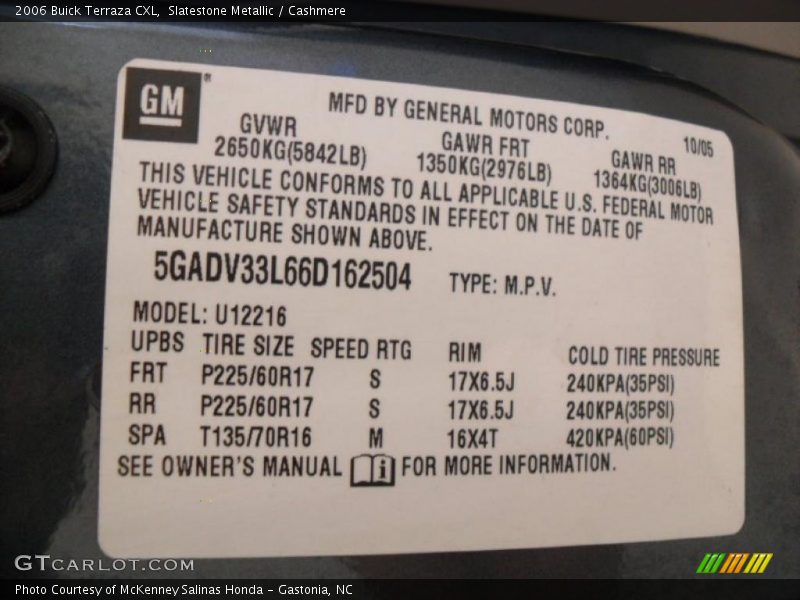 2006 Buick Terraza CXL, Slatestone Metallic / Cashmere
GM®
MFD BY GENERAL MOTORS CORP.
10/05
GVWR GAWR FRT GAWR RR
2650KG(5842LB) 1350KG(2976LB) 1364KG(3006LB)
THIS VEHICLE CONFORMS TO ALL APPLICABLE U.S. FEDERAL MOTOR
VEHICLE SAFETY STANDARDS IN EFFECT ON THE DATE OF
MANUFACTURE SHOWN ABOVE.
5GADV33L66D162504 TYPE: M.P.V.
MODEL: U12216
UPBS TIRE SIZE SPEED RTG RIM COLD TIRE PRESSURE
FRT P225/60R17 S 17X6.5J 240KPA(35PSI)
RR P225/60R17 S 17X6.5J 240KPA(35PSI)
SPA T135/70R16 M 16X4T 420KPA(60PSI)
SEE OWNER'S MANUAL i FOR MORE INFORMATION.
GTCARLOT.COM
Photo Courtesy of McKenney Salinas Honda - Gastonia, NC